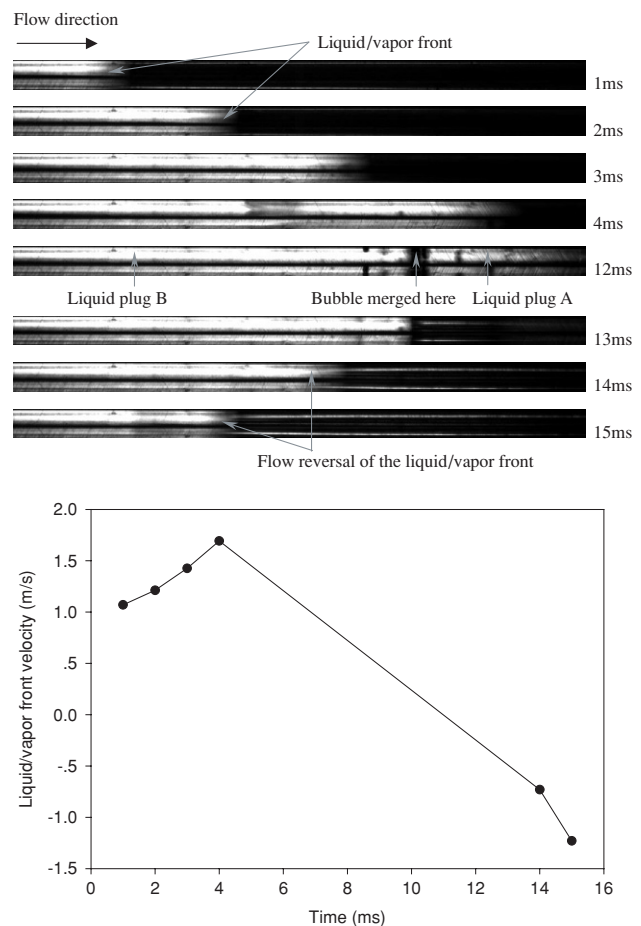 Flow direction
Liquid/vapor front
1ms
2ms
3ms
4ms
12ms
Liquid plug B
Bubble merged here
Liquid plug A
13ms
14ms
15ms
Flow reversal of the liquid/vapor front
2.0
1.5
1.0
.5
0.0
-.5
-1.0
-1.5
Liquid/vapor front velocity (m/s)
0 2 4 6 8 10 12 14 16
Time (ms)